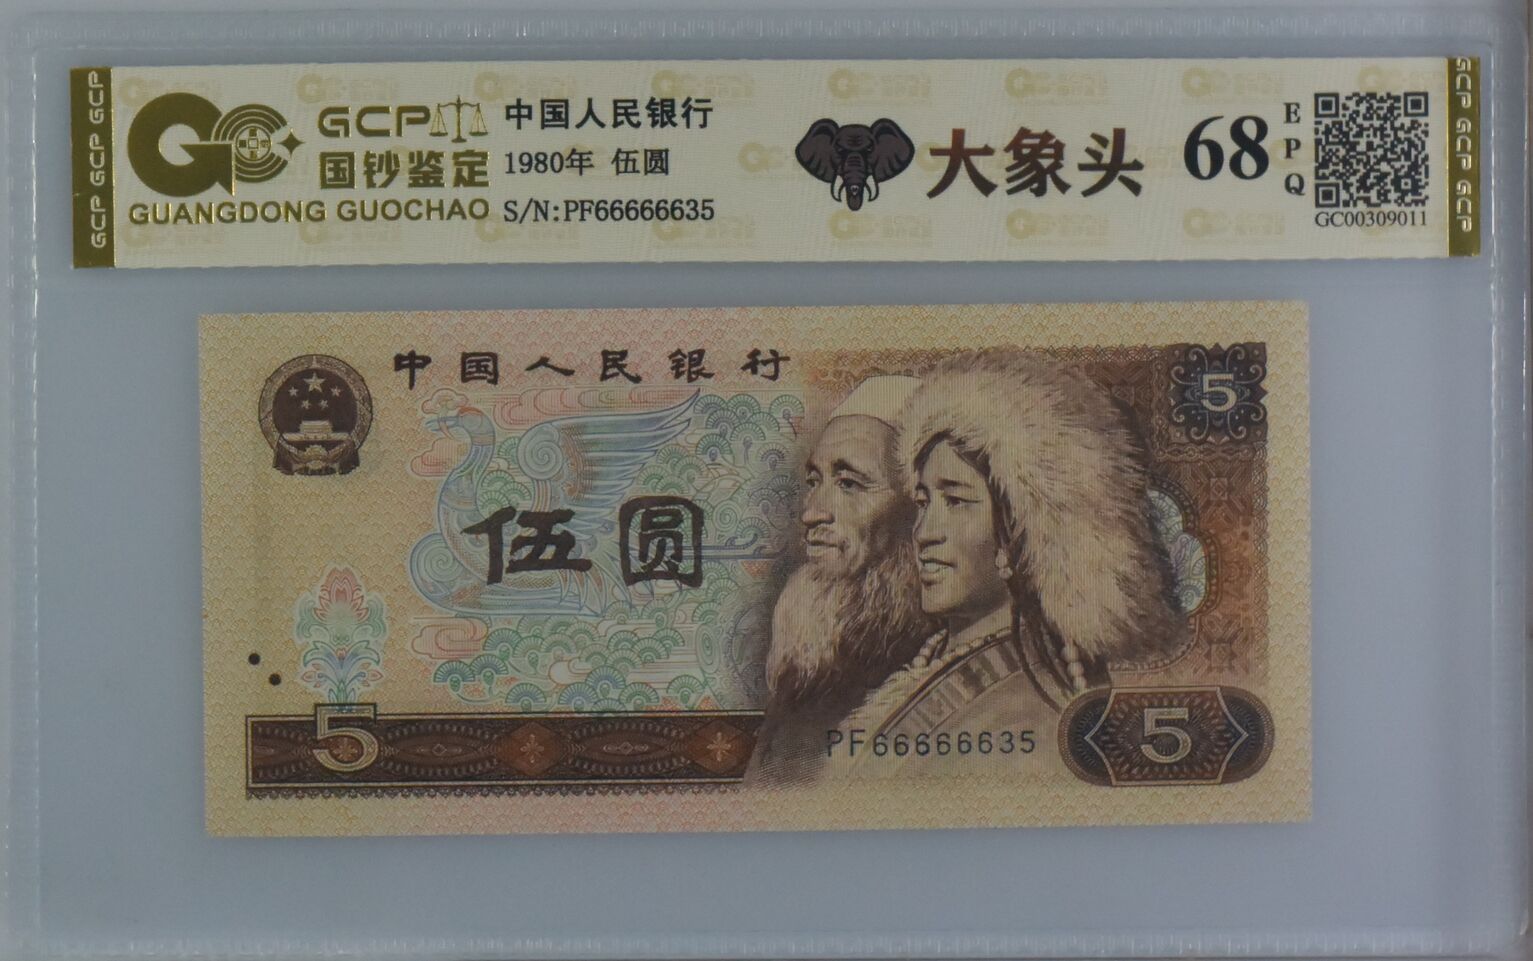 GCP GCP GCP
GCP
国钞鉴定
GUANGDONG GUOCHAO
中国人民银行
1980年 伍圆
S/N:PF66666635
大象头
68
EPQ
GC00309011
GCP GCP GCP GCP
中国人民银行
5
伍圆
5
PF66666635
5